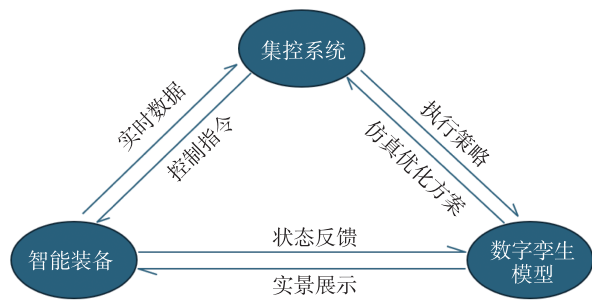 集控系统
实时数据
控制指令
执行策略
仿真优化方案
智能装备
状态反馈
实景展示
数字孪生
模型